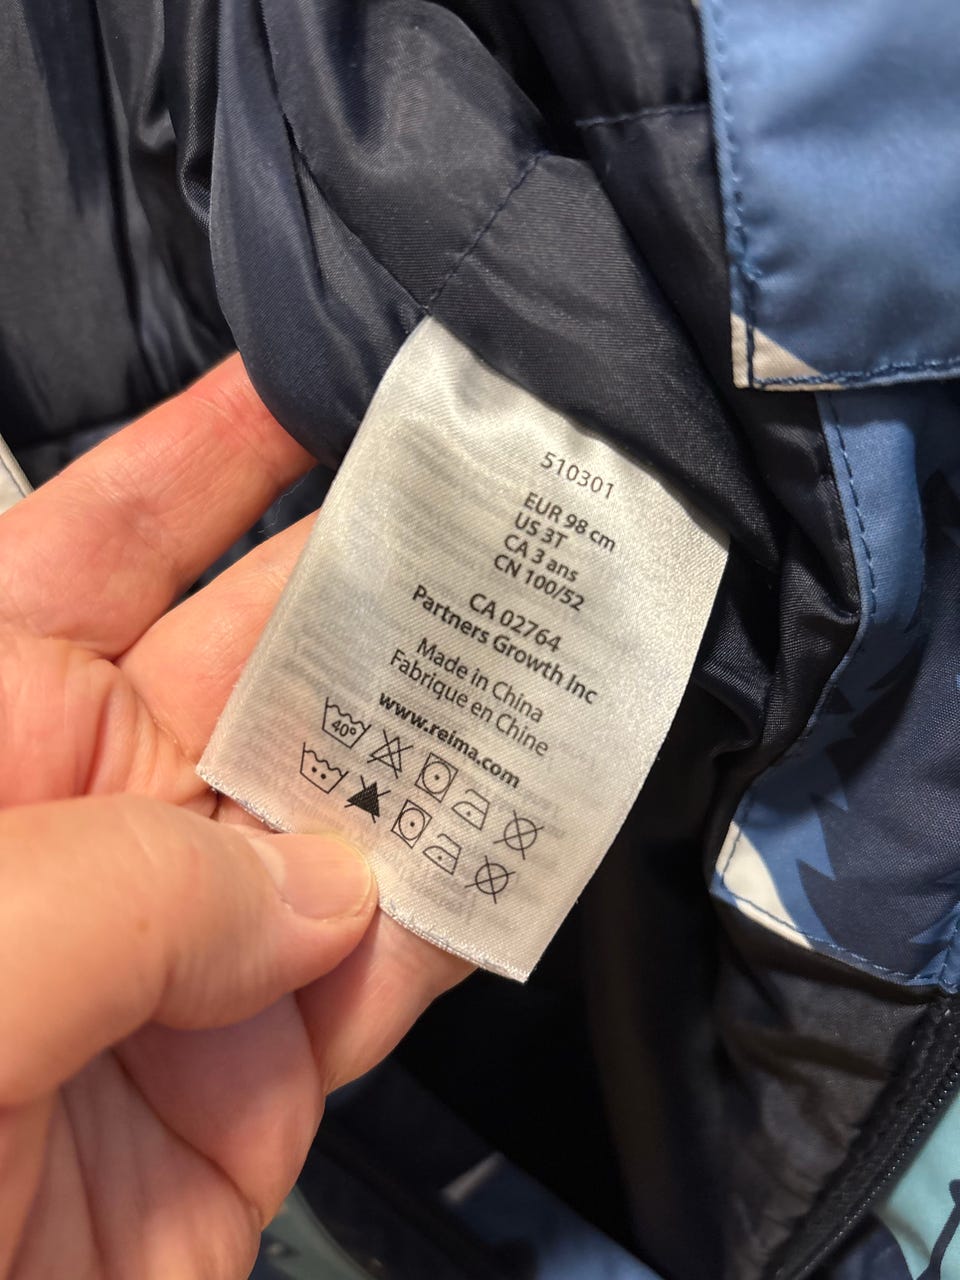 510301
EUR 98 cm
US 3T
CA 3 ans
CN 100/52
CA 02764
Partners Growth Inc
Made in China
Fabrique en Chine
www.reima.com
40°